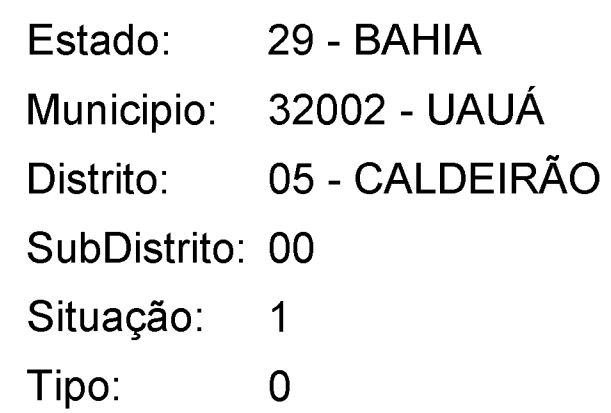 Estado: 29 - BAHIA
Municipio: 32002 - UAUÁ
Distrito: 05 - CALDEIRÃO
SubDistrito: 00
Situação: 1
Tipo: 0